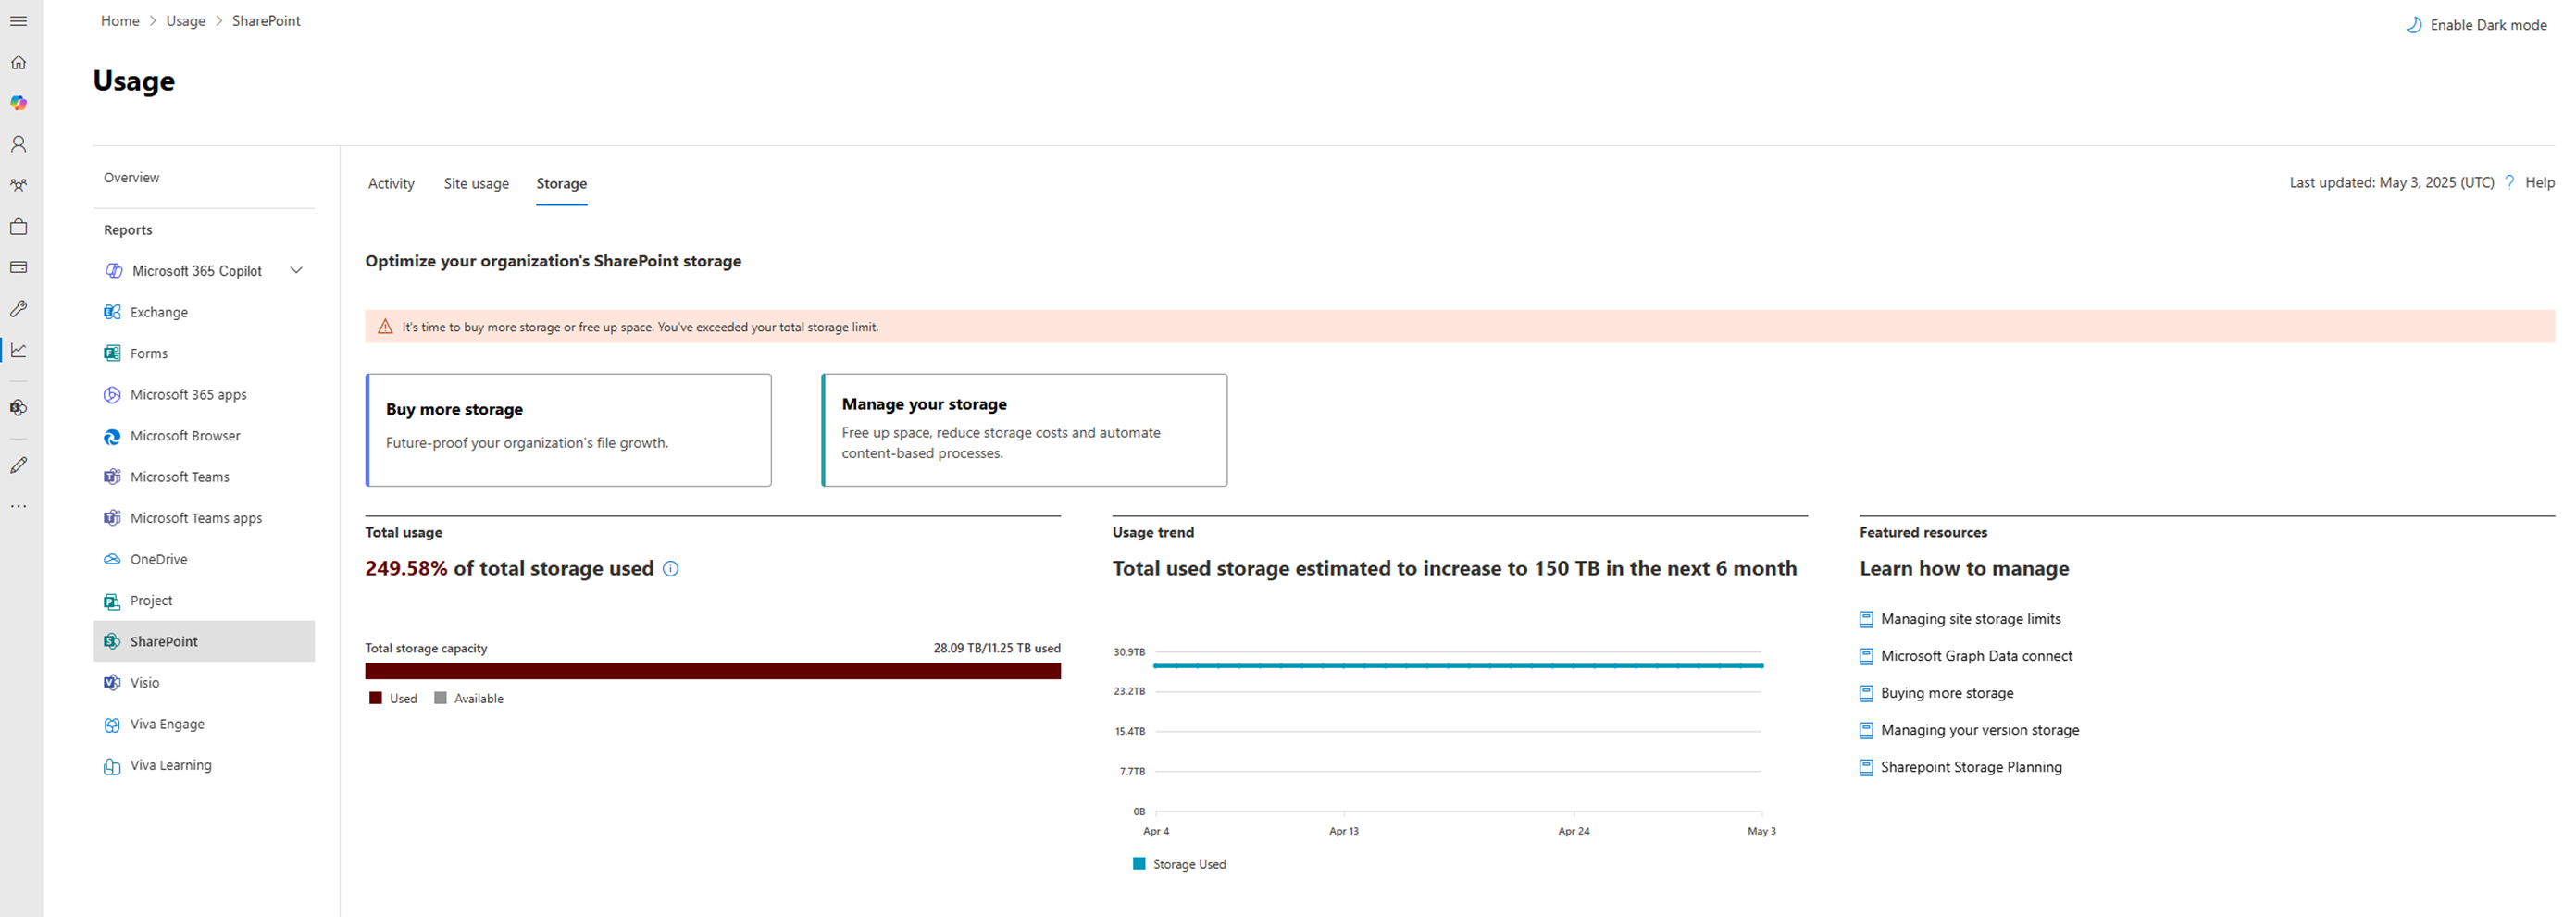 Home > Usage > SharePoint
Enable Dark mode
Usage
Overview
Reports
Microsoft 365 Copilot
Exchange
Forms
Microsoft 365 apps
Microsoft Browser
Microsoft Teams
Microsoft Teams apps
OneDrive
Project
SharePoint
Visio
Viva Engage
Viva Learning
Activity Site usage Storage
Last updated: May 3, 2025 (UTC) ? Help
Optimize your organization's SharePoint storage
It's time to buy more storage or free up space. You've exceeded your total storage limit.
Buy more storage
Future-proof your organization's file growth.
Manage your storage
Free up space, reduce storage costs and automate
content-based processes.
Total usage
249.58% of total storage used
Total storage capacity 28.09 TB/11.25 TB used
Used Available
Usage trend
Total used storage estimated to increase to 150 TB in the next 6 month
30.9TB
23.2TB
15.4TB
7.7TB
0B
Apr 4 Apr 13 Apr 24 May 3
Storage Used
Featured resources
Learn how to manage
Managing site storage limits
Microsoft Graph Data connect
Buying more storage
Managing your version storage
Sharepoint Storage Planning